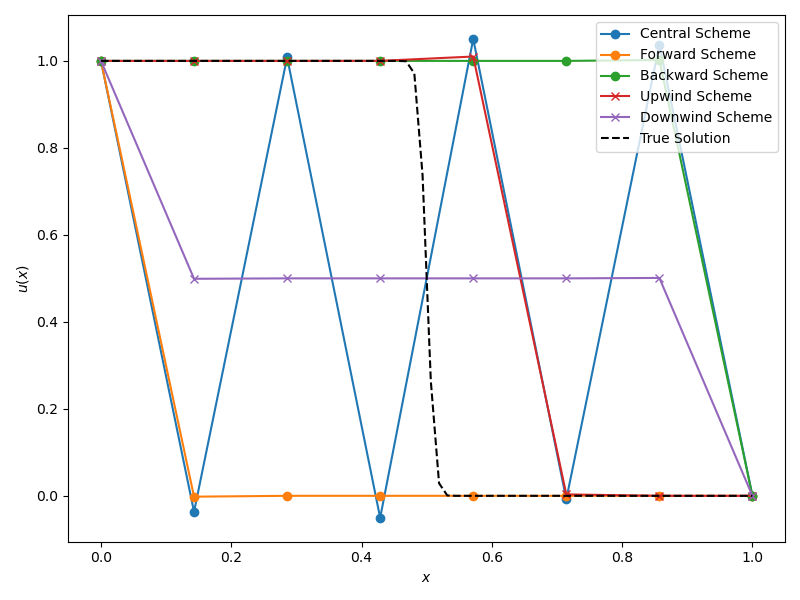 Central Scheme
Forward Scheme
Backward Scheme
Upwind Scheme
Downwind Scheme
True Solution
1.0
0.8
0.6
0.4
0.2
0.0
u(x)
0.0 0.2 0.4 0.6 0.8 1.0
x